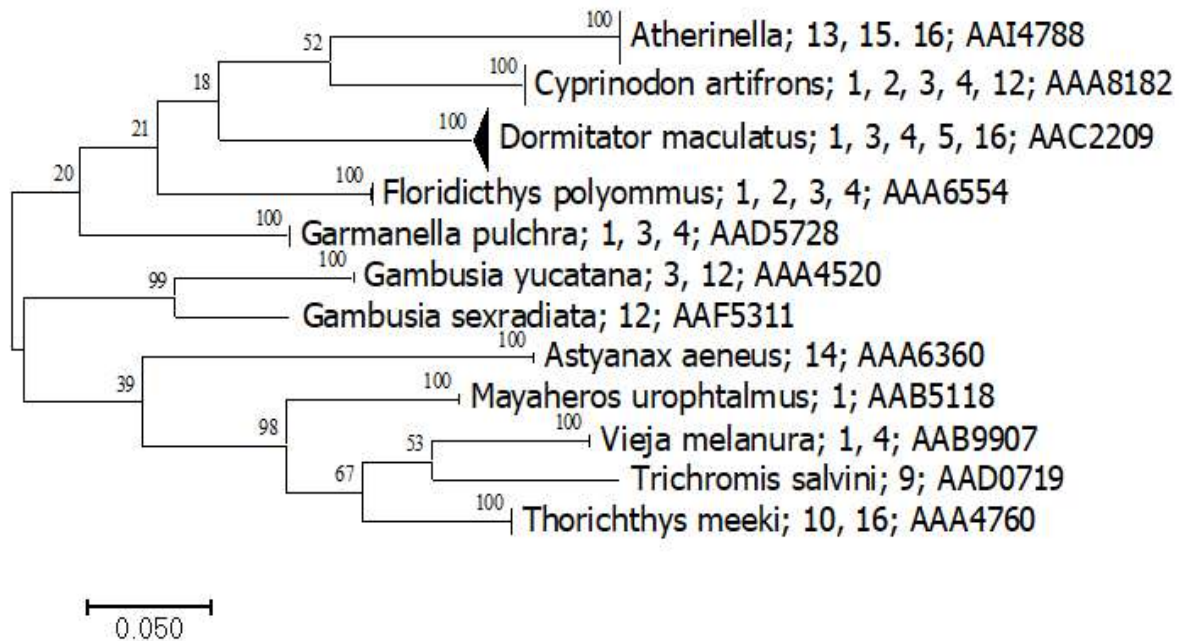 100
Atherinella; 13, 15. 16; AAI4788
52
100
Cyprinodon artifrons; 1, 2, 3, 4, 12; AAA8182
18
100
Dormitator maculatus; 1, 3, 4, 5, 16; AAC2209
21
100
Floridicthys polyommus; 1, 2, 3, 4; AAA6554
20
100
Garmanella pulchra; 1, 3, 4; AAD5728
100
Gambusia yucatana; 3, 12; AAA4520
99
Gambusia sexradiata; 12; AAF5311
100
Astyanax aeneus; 14; AAA6360
39
100
Mayaheros urophtalmus; 1; AAB5118
98
100
Vieja melanura; 1, 4; AAB9907
53
Trichromis salvini; 9; AAD0719
67
100
Thorichthys meeki; 10, 16; AAA4760
0.050